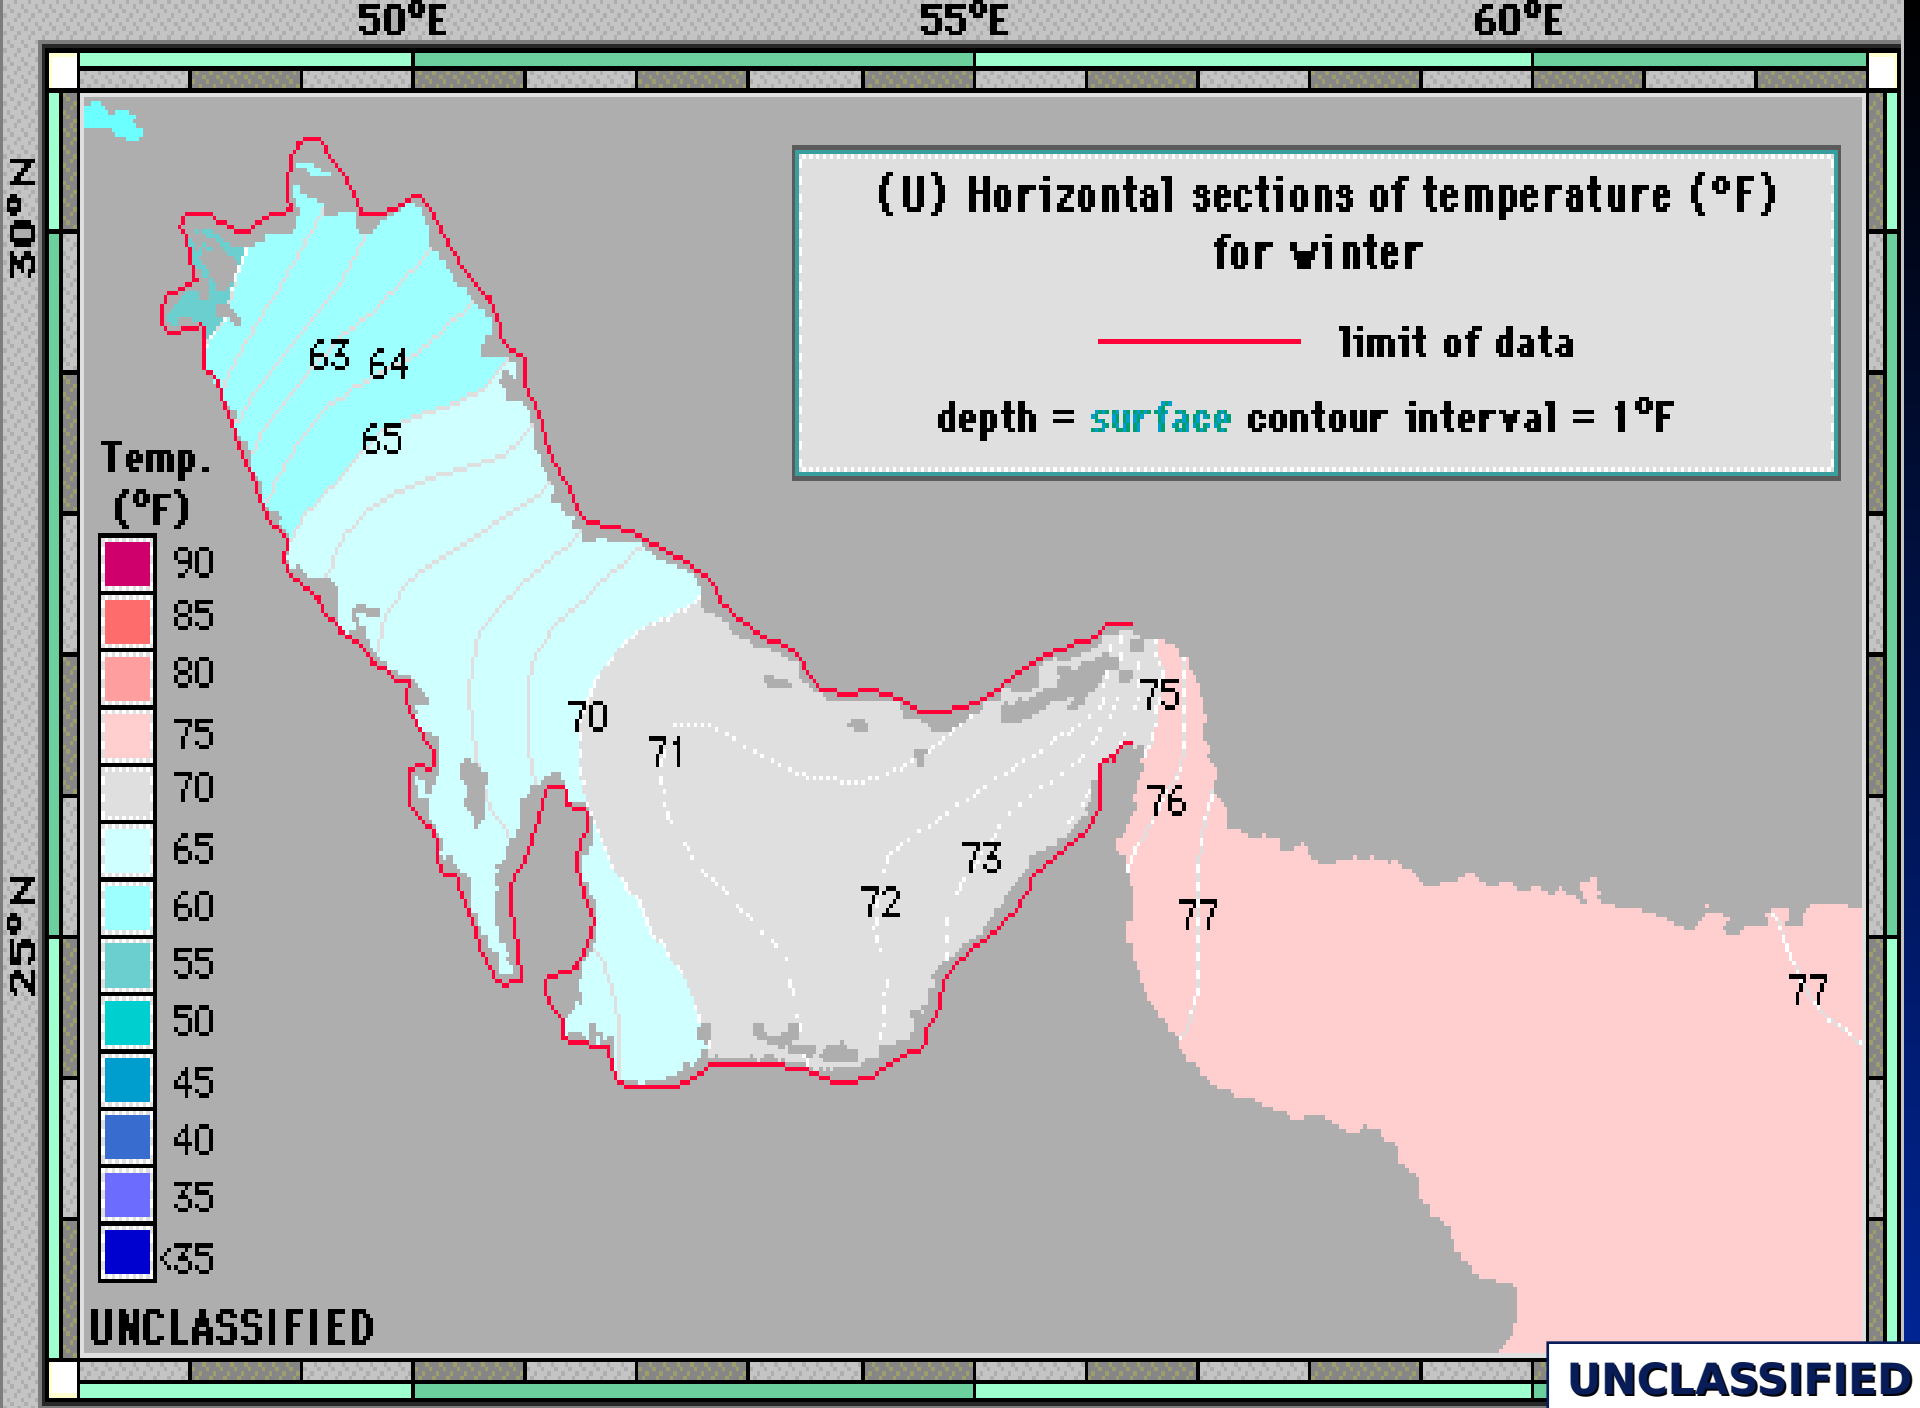 50°E 55°E 60°E
30°N
25°N
(U) Horizontal sections of temperature (°F)
for winter
limit of data
depth = surface contour interval = 1°F
63 64
65
70
71
72
73
75
76
77
77
Temp.
(°F)
90
85
80
75
70
65
60
55
50
45
40
35
<35
UNCLASSIFIED
UNCLASSIFIED